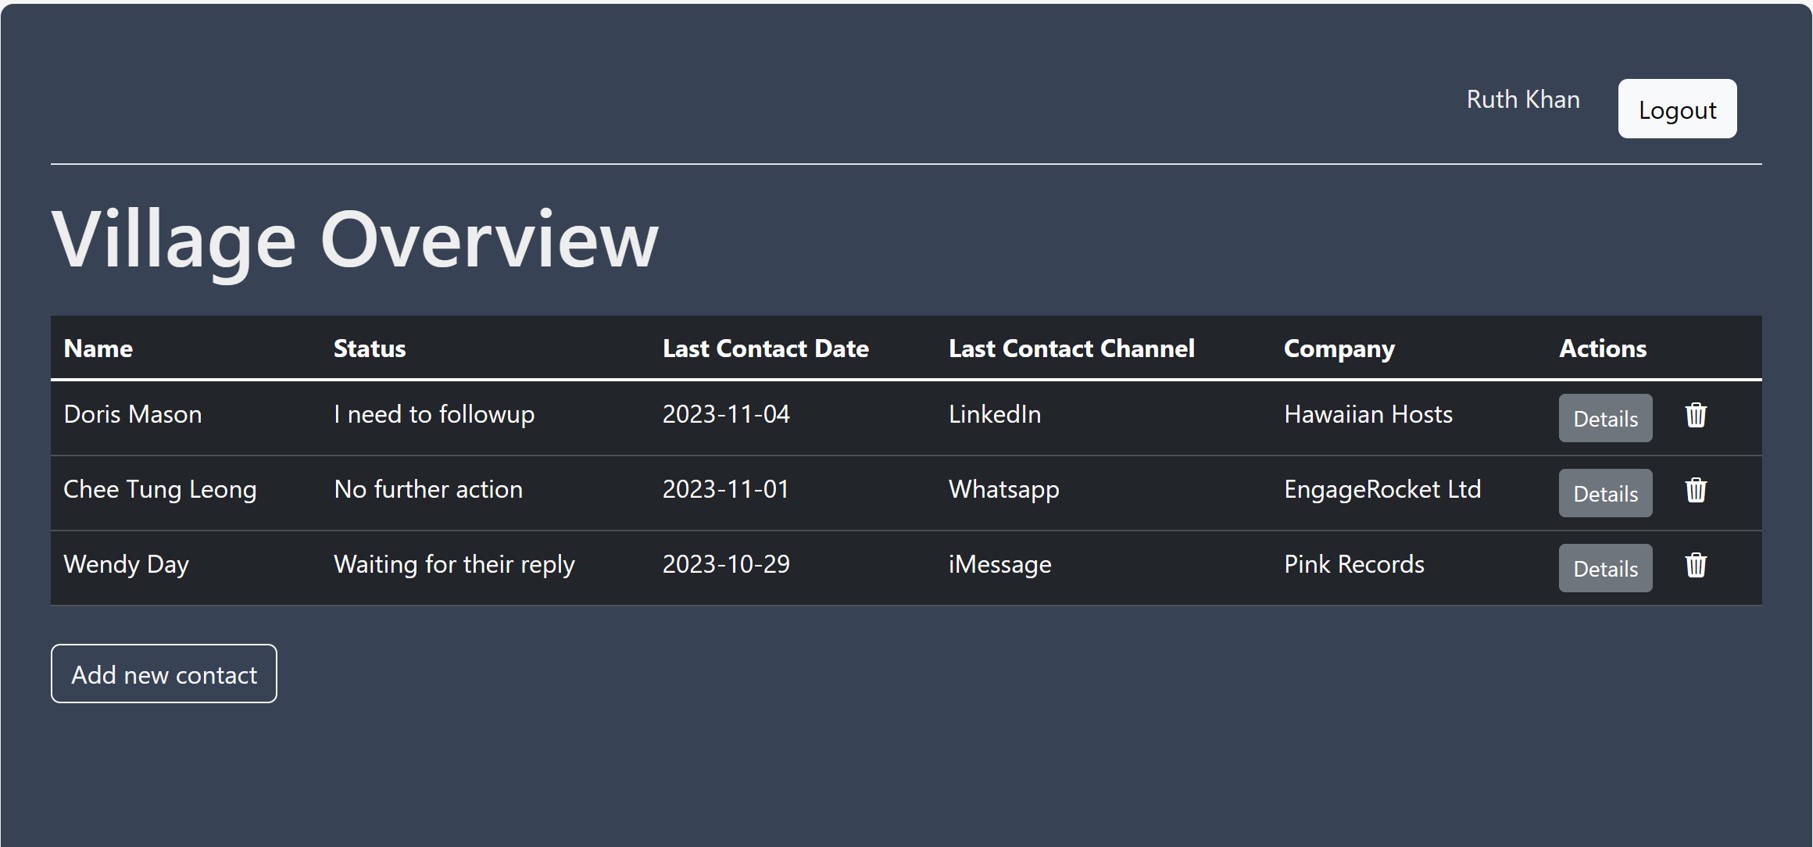 Ruth Khan Logout
Village Overview
Name Status Last Contact Date Last Contact Channel Company Actions
Doris Mason I need to followup 2023-11-04 LinkedIn Hawaiian Hosts Details
Chee Tung Leong No further action 2023-11-01 Whatsapp EngageRocket Ltd Details
Wendy Day Waiting for their reply 2023-10-29 iMessage Pink Records Details
Add new contact